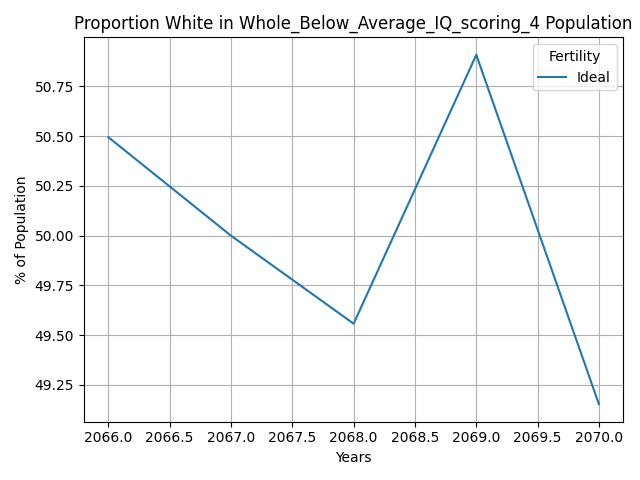 Proportion White in Whole_Below_Average_IQ_scoring_4 Population
Fertility
Ideal
% of Population
50.75
50.50
50.25
50.00
49.75
49.50
49.25
2066.0 2066.5 2067.0 2067.5 2068.0 2068.5 2069.0 2069.5 2070.0
Years